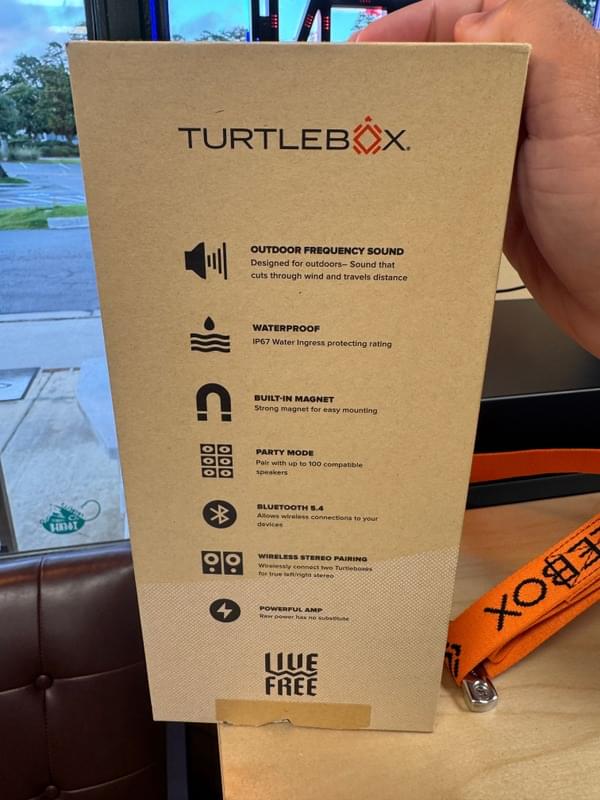 TURTLEBOX.
OUTDOOR FREQUENCY SOUND
Designed for outdoors– Sound that
cuts through wind and travels distance
WATERPROOF
IP67 Water Ingress protecting rating
BUILT-IN MAGNET
Strong magnet for easy mounting
PARTY MODE
Pair with up to 100 compatible
speakers
BLUETOOTH 5.4
Allows wireless connections to your
devices
WIRELESS STEREO PAIRING
Wirelessly connect two Turtleboxes
for true left/right stereo
POWERFUL AMP
Raw power has no substitute
LIVE
FREE
LEBOX